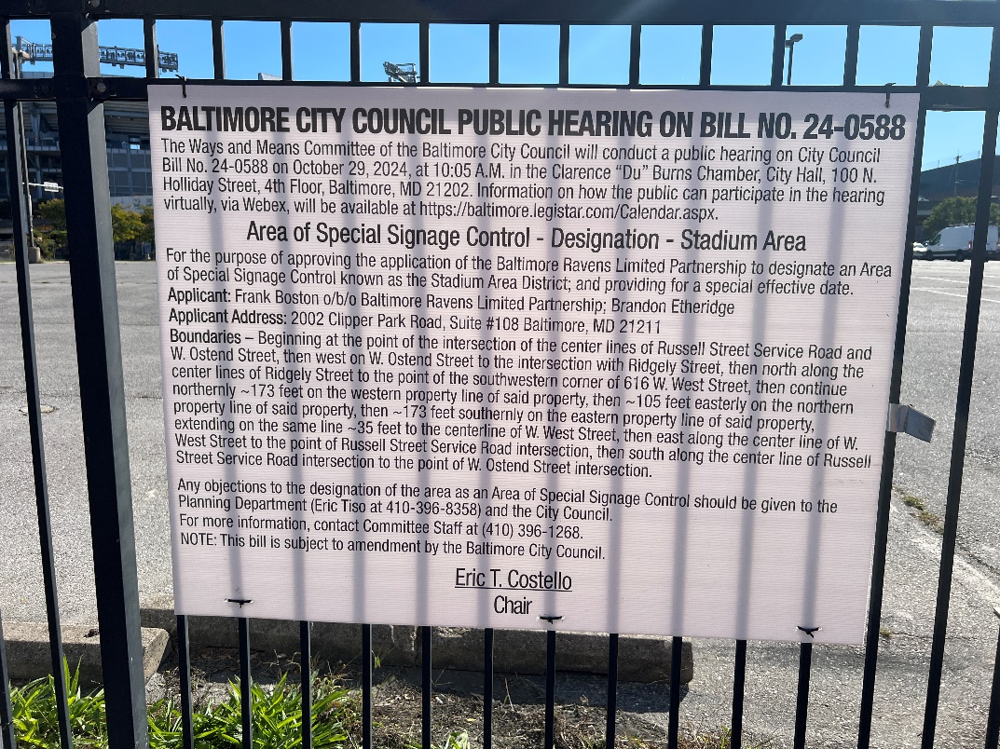 BALTIMORE CITY COUNCIL PUBLIC HEARING ON BILL NO. 24-0588
The Ways and Means Committee of the Baltimore City Council will conduct a public hearing on City Council
Bill No. 24-0588 on October 29, 2024, at 10:05 A.M. in the Clarence “Du” Burns Chamber, City Hall, 100 N.
Holliday Street, 4th Floor, Baltimore, MD 21202. Information on how the public can participate in the hearing
virtually, via Webex, will be available at https://baltimore.legistar.com/Calendar.aspx.
Area of Special Signage Control - Designation - Stadium Area
For the purpose of approving the application of the Baltimore Ravens Limited Partnership to designate an Area
of Special Signage Control known as the Stadium Area District; and providing for a special effective date.
Applicant: Frank Boston o/b/o Baltimore Ravens Limited Partnership; Brandon Etheridge
Applicant Address: 2002 Clipper Park Road, Suite #108 Baltimore, MD 21211
Boundaries – Beginning at the point of the intersection of the center lines of Russell Street Service Road and
W. Ostend Street, then west on W. Ostend Street to the intersection with Ridgely Street, then north along the
center lines of Ridgely Street to the point of the southwestern corner of 616 W. West Street, then continue
northernly ~173 feet on the western property line of said property, then ~105 feet easterly on the northern
property line of said property, then ~173 feet southernly on the eastern property line of said property,
extending on the same line ~35 feet to the centerline of W. West Street, then east along the center line of W.
West Street to the point of Russell Street Service Road intersection, then south along the center line of Russell
Street Service Road intersection to the point of W. Ostend Street intersection.
Any objections to the designation of the area as an Area of Special Signage Control should be given to the
Planning Department (Eric Tiso at 410-396-8358) and the City Council.
For more information, contact Committee Staff at (410) 396-1268.
NOTE: This bill is subject to amendment by the Baltimore City Council.
Eric T. Costello
Chair